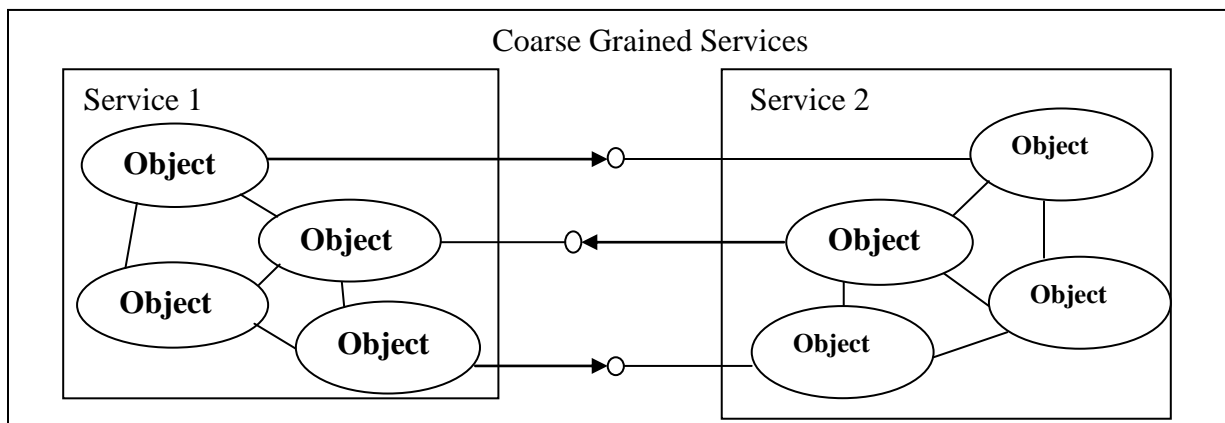 Coarse Grained Services
Service 1
Service 2
Object
Object
Object
Object
Object
Object
Object
Object